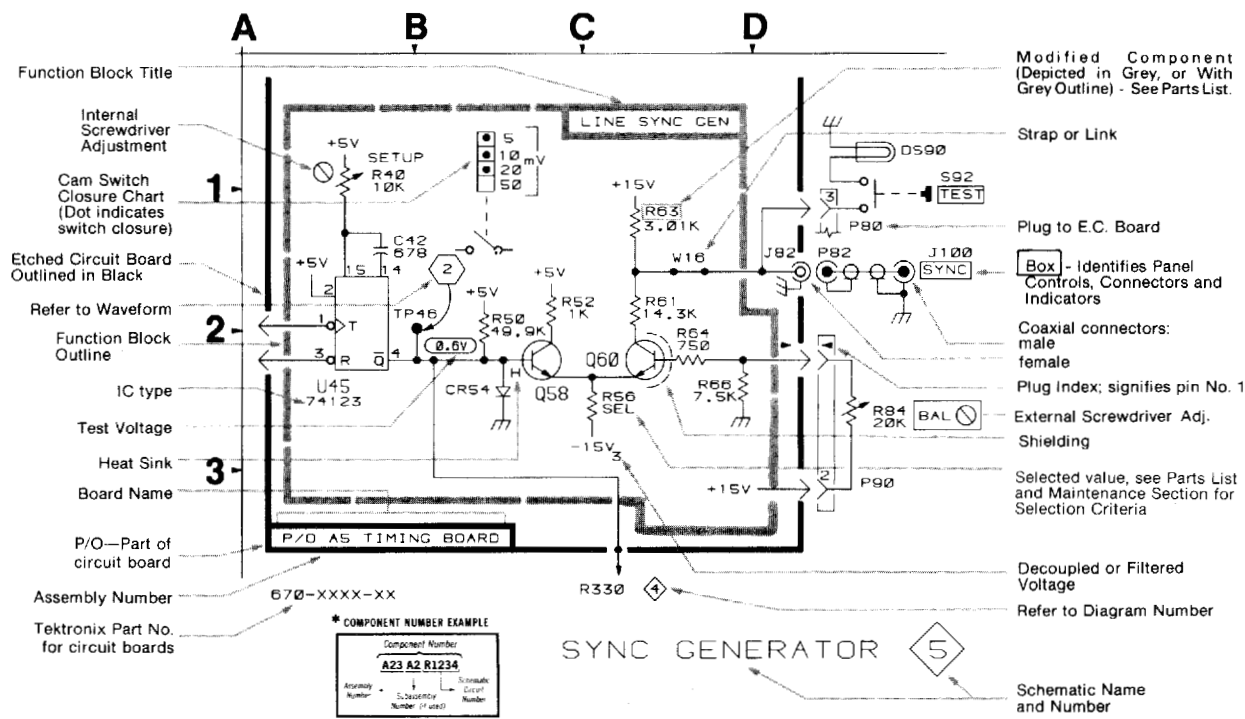 A B C D
Function Block Title
Internal
Screwdriver
Adjustment
Cam Switch
Closure Chart
(Dot indicates
switch closure)
Etched Circuit Board
Outlined in Black
Refer to Waveform
Function Block
Outline
IC type
Test Voltage
Heat Sink
Board Name
P/O—Part of
circuit board
Assembly Number
Tektronix Part No.
for circuit boards
1
2
3
LINE SYNC GEN
+5V
SETUP
R40
10K
5
10
20
50
mV
C42
678
+5V
2
15 14
1
T
3
R
Q̅ 4
U45
74123
2
TP46
0.6V
+5V
R50
49.9K
CR54
H
+5V
R52
1K
Q58
Q60
R56
SEL
-15V3
+15V
R63
3.01K
W16
R61
14.3K
R64
750
R66
7.5K
+15V
P/O A5 TIMING BOARD
670-XXXX-XX
R330 4
DS90
S92
TEST
3
P80
J82 P82 J100
SYNC
R84
20K
BAL
2
P90
Modified Component
(Depicted in Grey, or With
Grey Outline) - See Parts List.
Strap or Link
Plug to E.C. Board
Box - Identifies Panel
Controls, Connectors and
Indicators
Coaxial connectors:
male
female
Plug Index; signifies pin No. 1
External Screwdriver Adj.
Shielding
Selected value, see Parts List
and Maintenance Section for
Selection Criteria
Decoupled or Filtered
Voltage
Refer to Diagram Number
Schematic Name
and Number
* COMPONENT NUMBER EXAMPLE
Component Number
A23 A2 R1234
Assembly
Number
Subassembly
Number (if used)
Schematic
Circuit
Number
SYNC GENERATOR 5